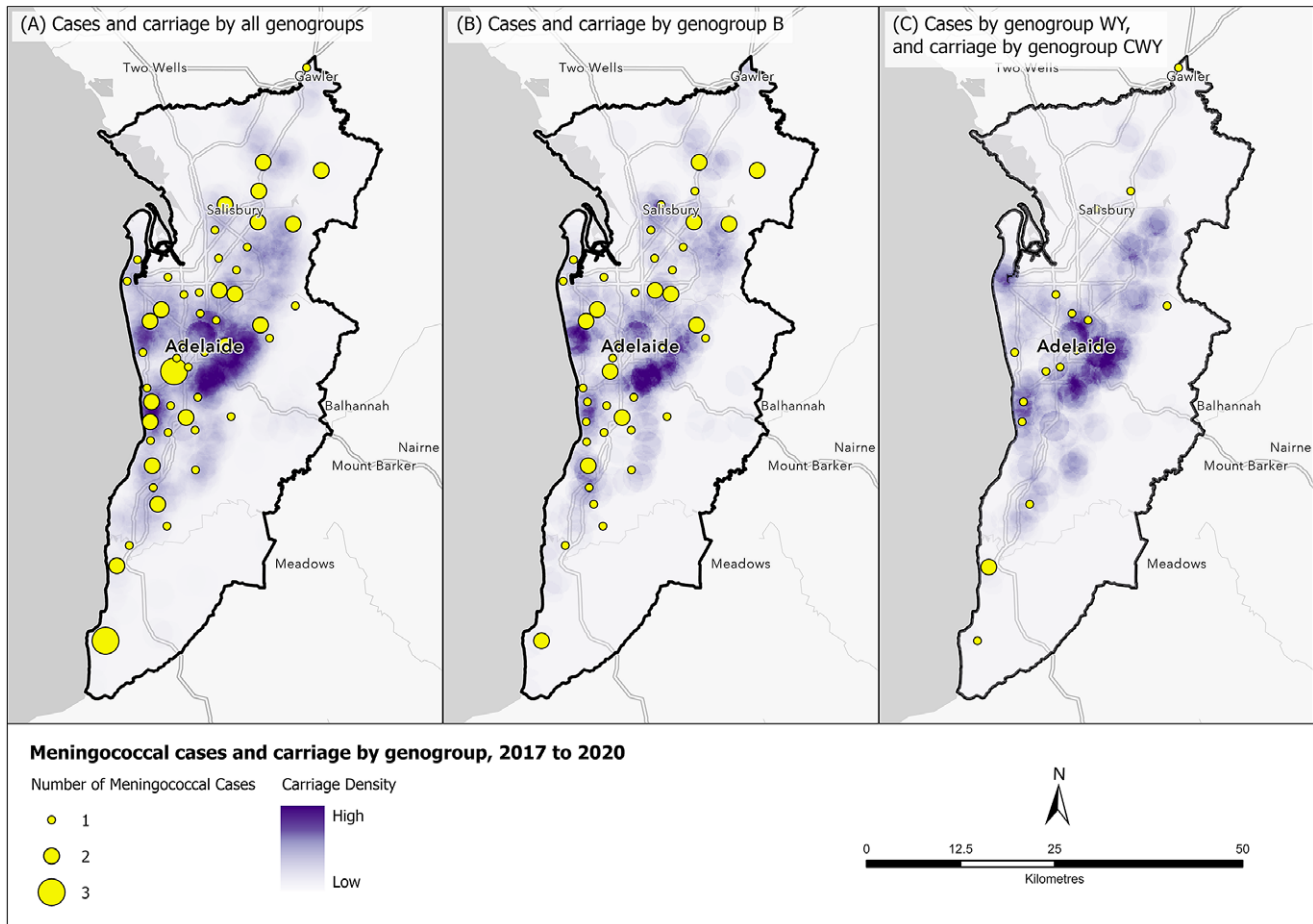 (A) Cases and carriage by all genogroups
Two Wells
Gawler
Salisbury
Adelaide
Balhannah
Nairne
Mount Barker
Meadows
(B) Cases and carriage by genogroup B
Two Wells
Gawler
Salisbury
Adelaide
Balhannah
Nairne
Mount Barker
Meadows
(C) Cases by genogroup WY,
and carriage by genogroup CWY
Two Wells
Gawler
Salisbury
Adelaide
Balhannah
Nairne
Mount Barker
Meadows
Meningococcal cases and carriage by genogroup, 2017 to 2020
Number of Meningococcal Cases
1
2
3
Carriage Density
High
Low
N
0 12.5 25 50
Kilometres